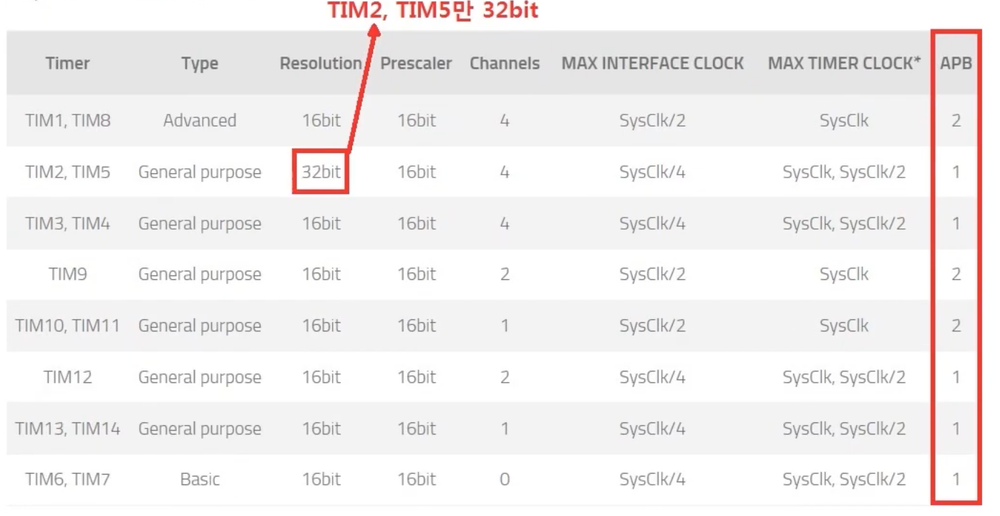 TIM2, TIM5만 32bit
Timer Type Resolution Prescaler Channels MAX INTERFACE CLOCK MAX TIMER CLOCK* APB
TIM1, TIM8 Advanced 16bit 16bit 4 SysClk/2 SysClk 2
TIM2, TIM5 General purpose 32bit 16bit 4 SysClk/4 SysClk, SysClk/2 1
TIM3, TIM4 General purpose 16bit 16bit 4 SysClk/4 SysClk, SysClk/2 1
TIM9 General purpose 16bit 16bit 2 SysClk/2 SysClk 2
TIM10, TIM11 General purpose 16bit 16bit 1 SysClk/2 SysClk 2
TIM12 General purpose 16bit 16bit 2 SysClk/4 SysClk, SysClk/2 1
TIM13, TIM14 General purpose 16bit 16bit 1 SysClk/4 SysClk, SysClk/2 1
TIM6, TIM7 Basic 16bit 16bit 0 SysClk/4 SysClk, SysClk/2 1